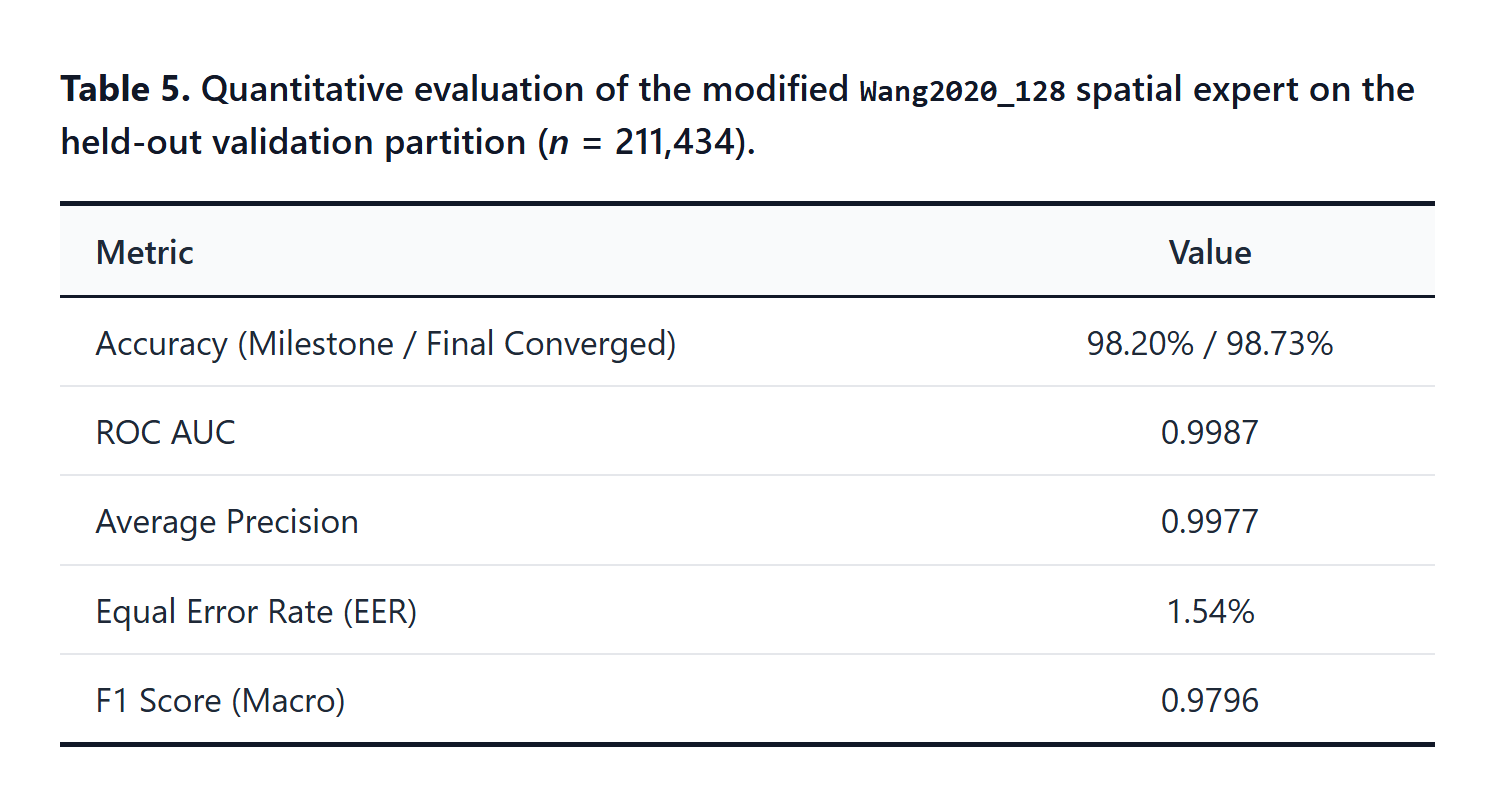 Table 5. Quantitative evaluation of the modified Wang2020_128 spatial expert on the
held-out validation partition (n = 211,434).
Metric Value
Accuracy (Milestone / Final Converged) 98.20% / 98.73%
ROC AUC 0.9987
Average Precision 0.9977
Equal Error Rate (EER) 1.54%
F1 Score (Macro) 0.9796